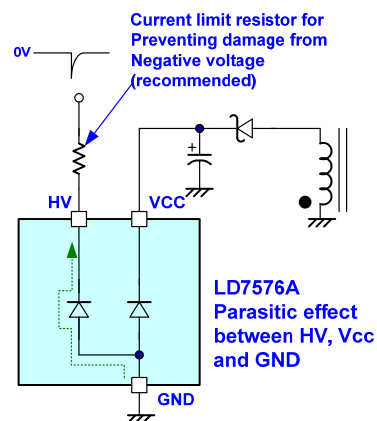 Current limit resistor for
Preventing damage from
Negative voltage
(recommended)
0V
+
HV
VCC
LD7576A
Parasitic effect
between HV, Vcc
and GND
GND